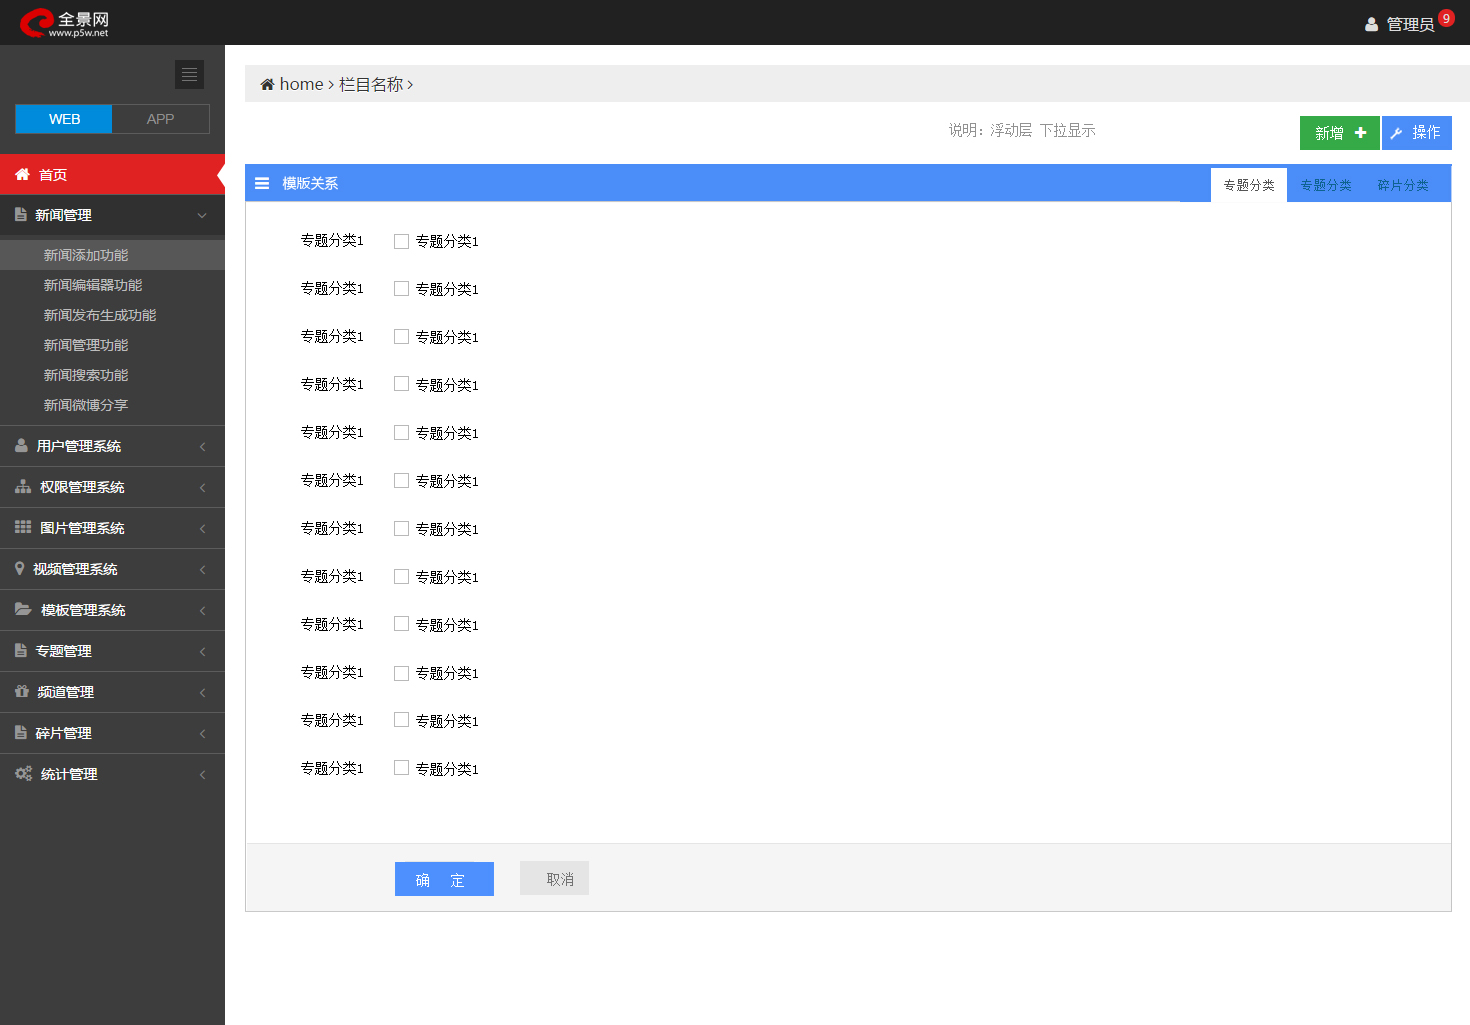 全景网
www.p5w.net
管理员 9
home > 栏目名称 >
WEB APP
说明：浮动层 下拉显示
新增 操作
首页
模版关系
专题分类 专题分类 碎片分类
新闻管理
新闻添加功能
新闻编辑器功能
新闻发布生成功能
新闻管理功能
新闻搜索功能
新闻微博分享
用户管理系统
权限管理系统
图片管理系统
视频管理系统
模板管理系统
专题管理
频道管理
碎片管理
统计管理
专题分类1 专题分类1
专题分类1 专题分类1
专题分类1 专题分类1
专题分类1 专题分类1
专题分类1 专题分类1
专题分类1 专题分类1
专题分类1 专题分类1
专题分类1 专题分类1
专题分类1 专题分类1
专题分类1 专题分类1
专题分类1 专题分类1
专题分类1 专题分类1
确 定 取消